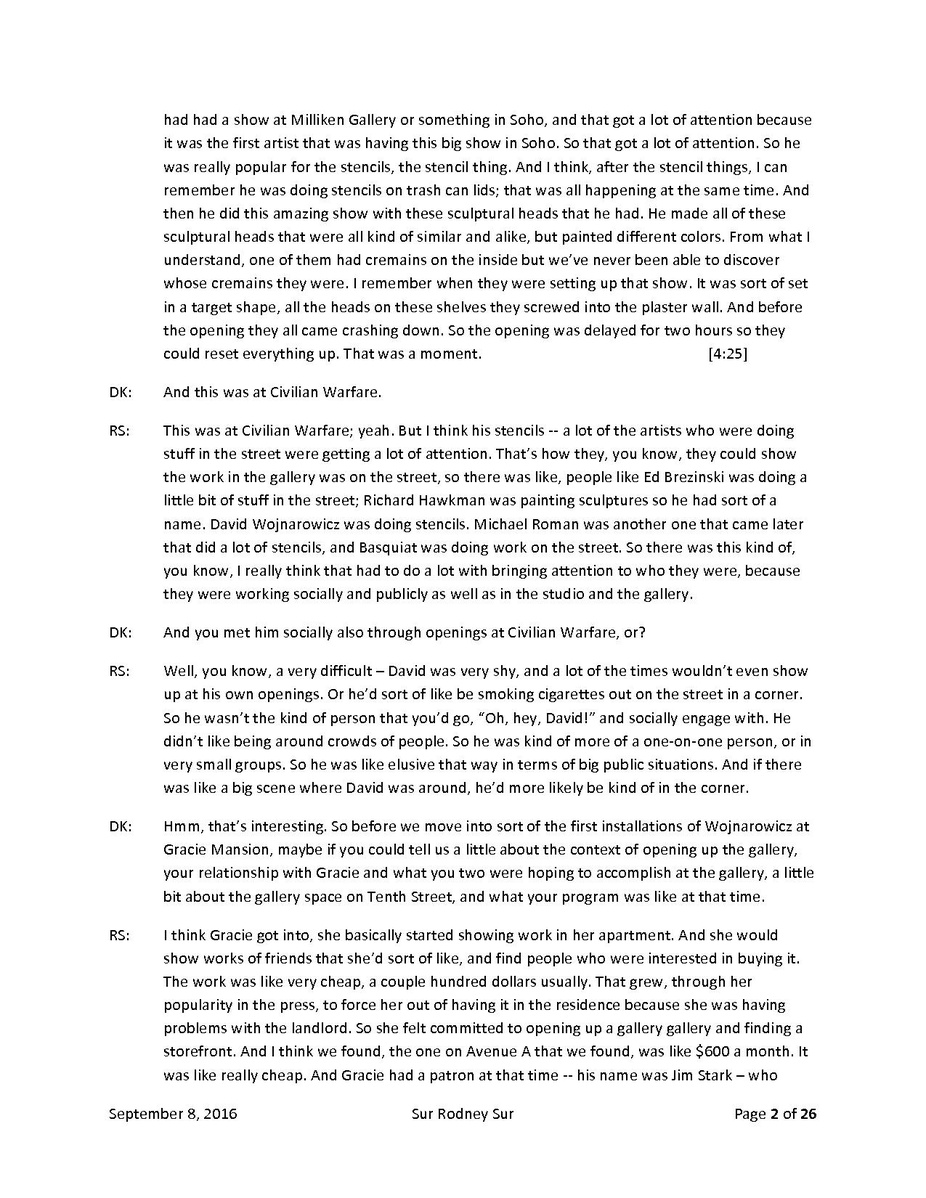 had had a show at Milliken Gallery or something in Soho, and that got a lot of attention because
it was the first artist that was having this big show in Soho. So that got a lot of attention. So he
was really popular for the stencils, the stencil thing. And I think, after the stencil things, I can
remember he was doing stencils on trash can lids; that was all happening at the same time. And
then he did this amazing show with these sculptural heads that he had. He made all of these
sculptural heads that were all kind of similar and alike, but painted different colors. From what I
understand, one of them had cremains on the inside but we’ve never been able to discover
whose cremains they were. I remember when they were setting up that show. It was sort of set
in a target shape, all the heads on these shelves they screwed into the plaster wall. And before
the opening they all came crashing down. So the opening was delayed for two hours so they
could reset everything up. That was a moment. [4:25]
DK: And this was at Civilian Warfare.
RS: This was at Civilian Warfare; yeah. But I think his stencils -- a lot of the artists who were doing
stuff in the street were getting a lot of attention. That’s how they, you know, they could show
the work in the gallery was on the street, so there was like, people like Ed Brezinski was doing a
little bit of stuff in the street; Richard Hawkman was painting sculptures so he had sort of a
name. David Wojnarowicz was doing stencils. Michael Roman was another one that came later
that did a lot of stencils, and Basquiat was doing work on the street. So there was this kind of,
you know, I really think that had to do a lot with bringing attention to who they were, because
they were working socially and publicly as well as in the studio and the gallery.
DK: And you met him socially also through openings at Civilian Warfare, or?
RS: Well, you know, a very difficult – David was very shy, and a lot of the times wouldn’t even show
up at his own openings. Or he’d sort of like be smoking cigarettes out on the street in a corner.
So he wasn’t the kind of person that you’d go, “Oh, hey, David!” and socially engage with. He
didn’t like being around crowds of people. So he was kind of more of a one-on-one person, or in
very small groups. So he was like elusive that way in terms of big public situations. And if there
was like a big scene where David was around, he’d more likely be kind of in the corner.
DK: Hmm, that’s interesting. So before we move into sort of the first installations of Wojnarowicz at
Gracie Mansion, maybe if you could tell us a little about the context of opening up the gallery,
your relationship with Gracie and what you two were hoping to accomplish at the gallery, a little
bit about the gallery space on Tenth Street, and what your program was like at that time.
RS: I think Gracie got into, she basically started showing work in her apartment. And she would
show works of friends that she’d sort of like, and find people who were interested in buying it.
The work was like very cheap, a couple hundred dollars usually. That grew, through her
popularity in the press, to force her out of having it in the residence because she was having
problems with the landlord. So she felt committed to opening up a gallery gallery and finding a
storefront. And I think we found, the one on Avenue A that we found, was like $600 a month. It
was like really cheap. And Gracie had a patron at that time -- his name was Jim Stark – who
September 8, 2016 Sur Rodney Sur Page 2 of 26